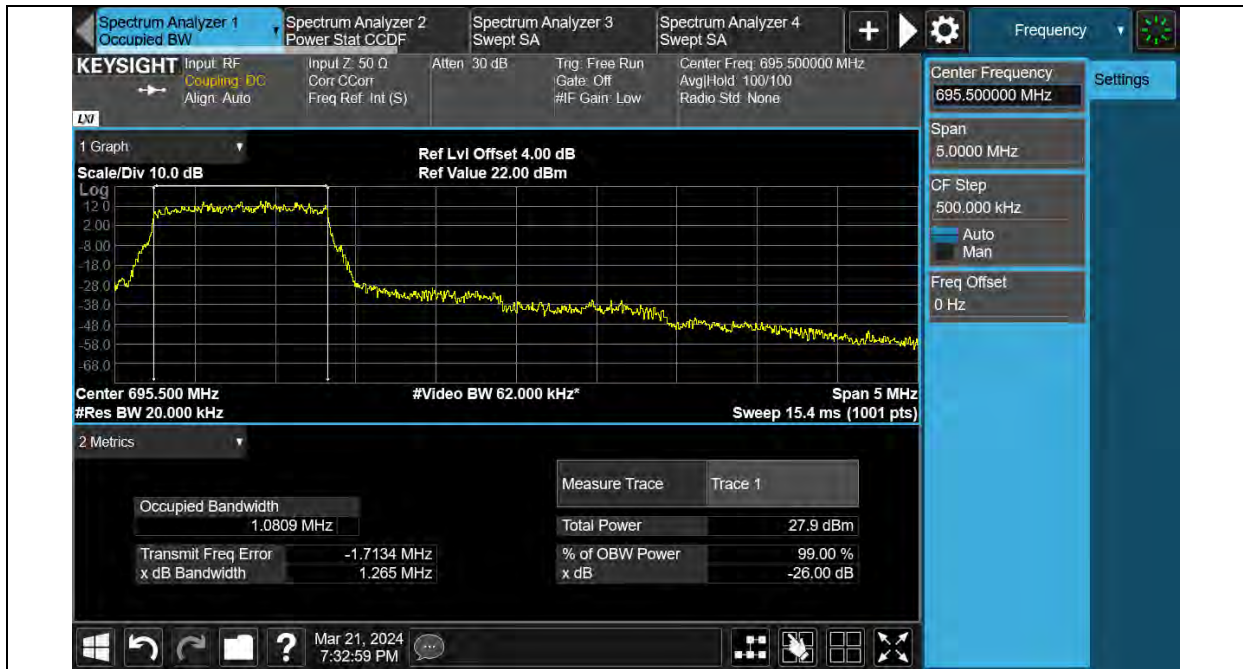 Spectrum Analyzer 1
Occupied BW
Spectrum Analyzer 2
Power Stat CCDF
Spectrum Analyzer 3
Swept SA
Spectrum Analyzer 4
Swept SA
+
Frequency
KEYSIGHT
LXI
Input: RF
Coupling: DC
Align: Auto
Input Z: 50 Ω
Corr CCorr
Freq Ref: Int (S)
Atten: 30 dB
Trig: Free Run
Gate: Off
#IF Gain: Low
Center Freq: 695.500000 MHz
Avg|Hold: 100/100
Radio Std: None
Center Frequency
695.500000 MHz
Settings
Span
5.0000 MHz
CF Step
500.000 kHz
Auto
Man
Freq Offset
0 Hz
1 Graph
Scale/Div 10.0 dB
Ref Lvl Offset 4.00 dB
Ref Value 22.00 dBm
Log
12.0
2.00
-8.00
-18.0
-28.0
-38.0
-48.0
-58.0
-68.0
Center 695.500 MHz
#Video BW 62.000 kHz*
Span 5 MHz
#Res BW 20.000 kHz
Sweep 15.4 ms (1001 pts)
2 Metrics
Measure Trace
Trace 1
Occupied Bandwidth
1.0809 MHz
Total Power
27.9 dBm
Transmit Freq Error
-1.7134 MHz
% of OBW Power
99.00 %
x dB Bandwidth
1.265 MHz
x dB
-26.00 dB
?
Mar 21, 2024
7:32:59 PM